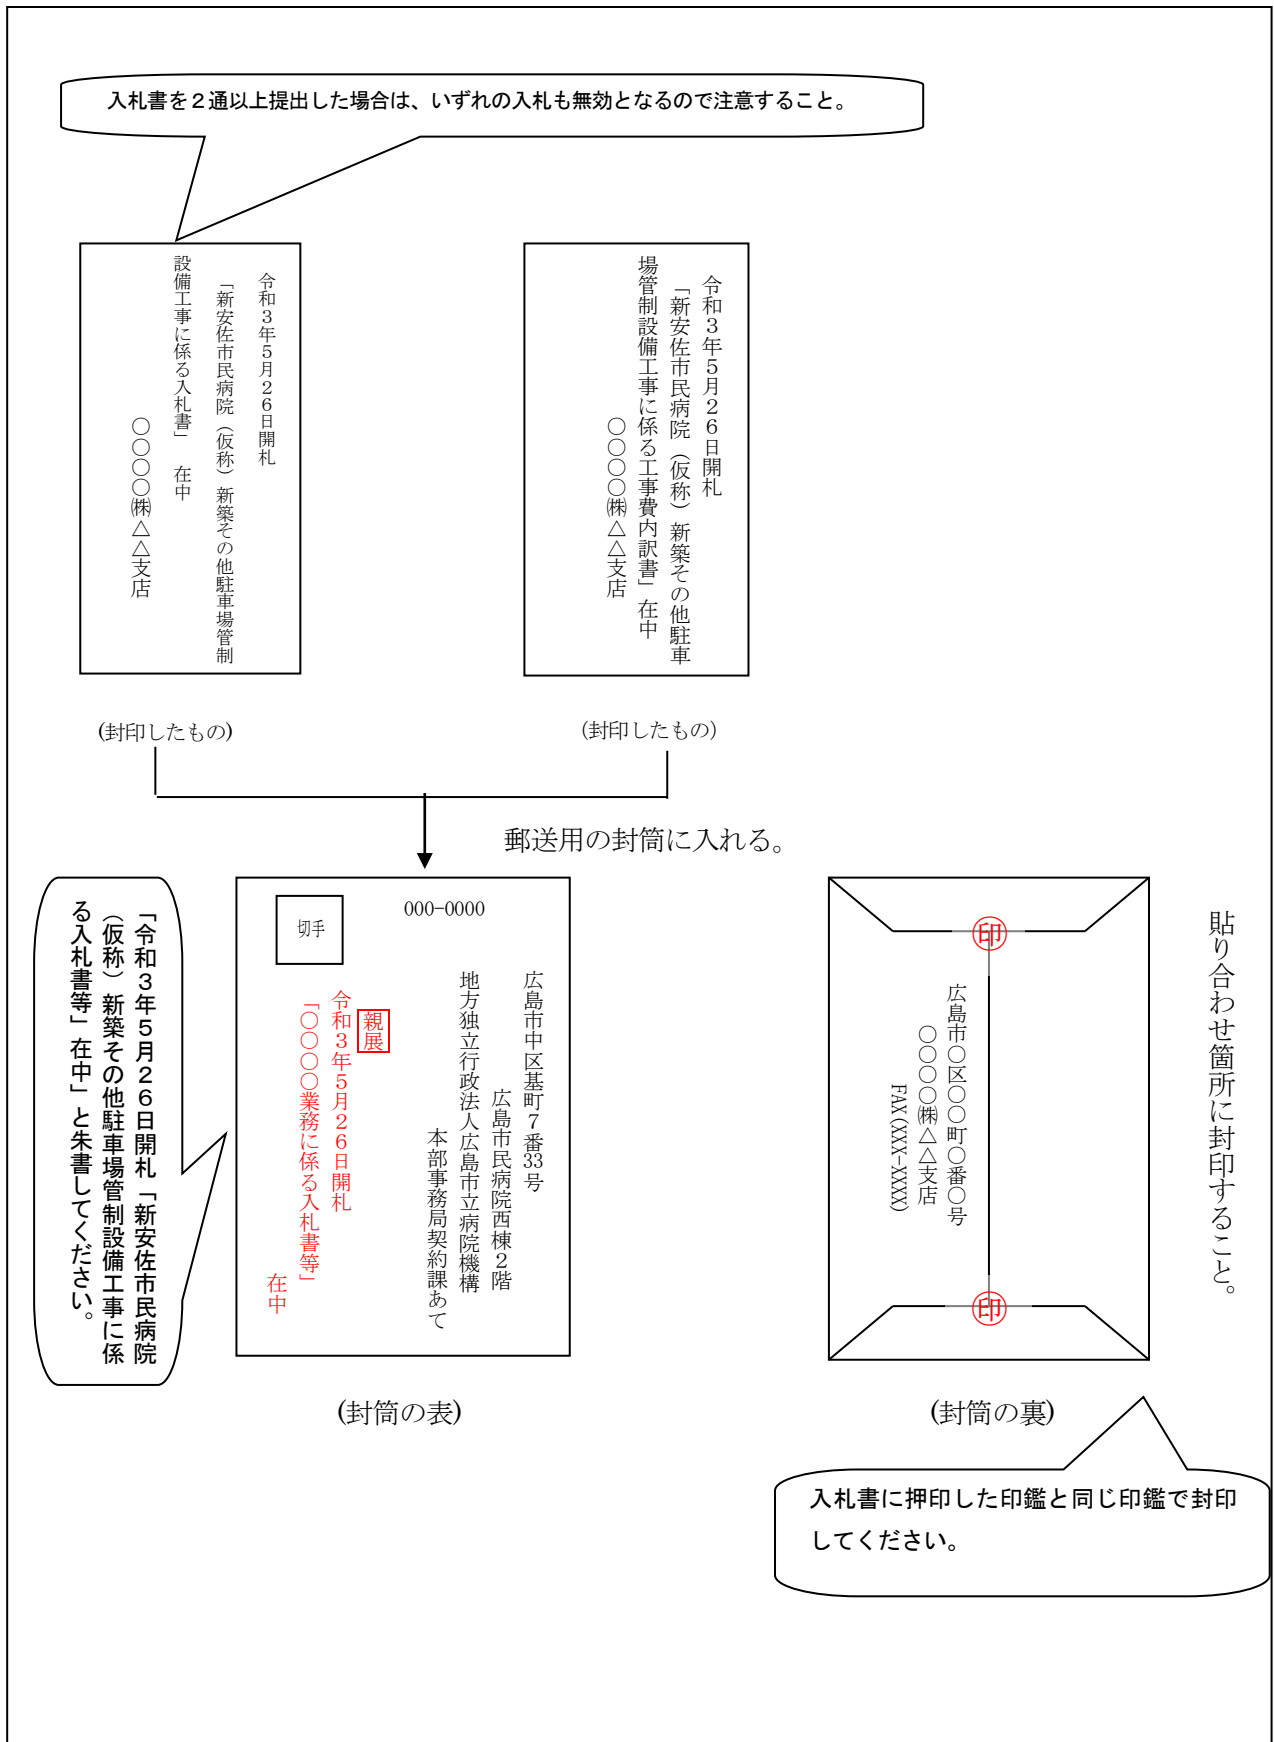 入札書を２通以上提出した場合は、いずれの入札も無効となるので注意すること。
令和３年５月２６日開札
「新安佐市民病院（仮称）新築その他駐車場管制
設備工事に係る入札書」　在中
〇〇〇〇㈱△△支店
令和３年５月２６日開札
「新安佐市民病院（仮称）新築その他駐車
場管制設備工事に係る工事費内訳書」在中
〇〇〇〇㈱△△支店
(封印したもの)
(封印したもの)
郵送用の封筒に入れる。
「令和３年５月２６日開札「新安佐市民病院
（仮称）新築その他駐車場管制設備工事に係
る入札書等」在中」と朱書してください。
切手
000-0000
広島市中区基町７番33号
広島市民病院西棟２階
地方独立行政法人広島市立病院機構
本部事務局契約課あて
親展
令和３年５月２６日開札
「〇〇〇〇業務に係る入札書等」
在中
(封筒の表)
貼り合わせ箇所に封印すること。
印
広島市〇区〇〇町〇番〇号
〇〇〇〇㈱△△支店
FAX(XXX-XXXX)
印
(封筒の裏)
入札書に押印した印鑑と同じ印鑑で封印
してください。